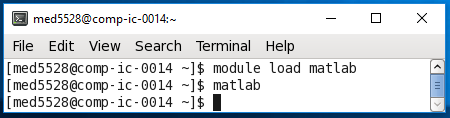 med5528@comp-ic-0014:~
File Edit View Search Terminal Help
[med5528@comp-ic-0014 ~]$ module load matlab
[med5528@comp-ic-0014 ~]$ matlab
[med5528@comp-ic-0014 ~]$